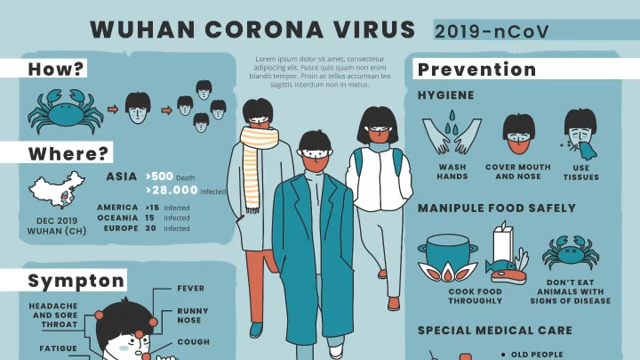 WUHAN CORONA VIRUS 2019-nCoV
Lorem ipsum dolor sit amet, consectetur
adipiscing elit. Fusce quis quam non enim
blandit tempor. Proin ac lellus accumsan leo
sagittis interdum non in metus.
How?
Where?
ASIA >500 Death
>28.000 infected
AMERICA >15 Infected
OCEANIA 15 Infected
EUROPE 30 Infected
DEC 2019
WUHAN (CH)
Sympton
HEADACHE
AND SORE
THROAT
FATIGUE
FEVER
RUNNY
NOSE
COUGH
Prevention
HYGIENE
WASH
HANDS
COVER MOUTH
AND NOSE
USE
TISSUES
MANIPULE FOOD SAFELY
COOK FOOD
THROUGHLY
DON'T EAT
ANIMALS WITH
SIGNS OF DISEASE
SPECIAL MEDICAL CARE
• OLD PEOPLE